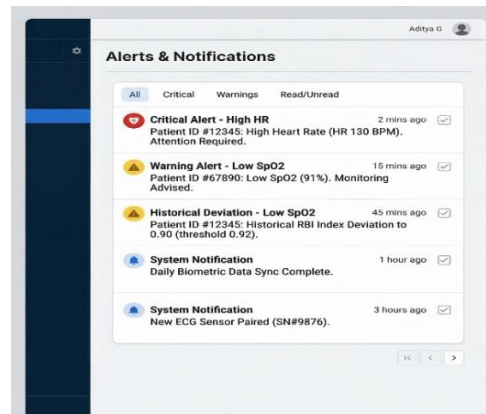 Aditya G
Alerts & Notifications
All Critical Warnings Read/Unread
Critical Alert - High HR 2 mins ago
Patient ID #12345: High Heart Rate (HR 130 BPM).
Attention Required.
Warning Alert - Low SpO2 15 mins ago
Patient ID #67890: Low SpO2 (91%). Monitoring
Advised.
Historical Deviation - Low SpO2 45 mins ago
Patient ID #12345: Historical RBI Index Deviation to
0.90 (threshold 0.92).
System Notification 1 hour ago
Daily Biometric Data Sync Complete.
System Notification 3 hours ago
New ECG Sensor Paired (SN#9876).